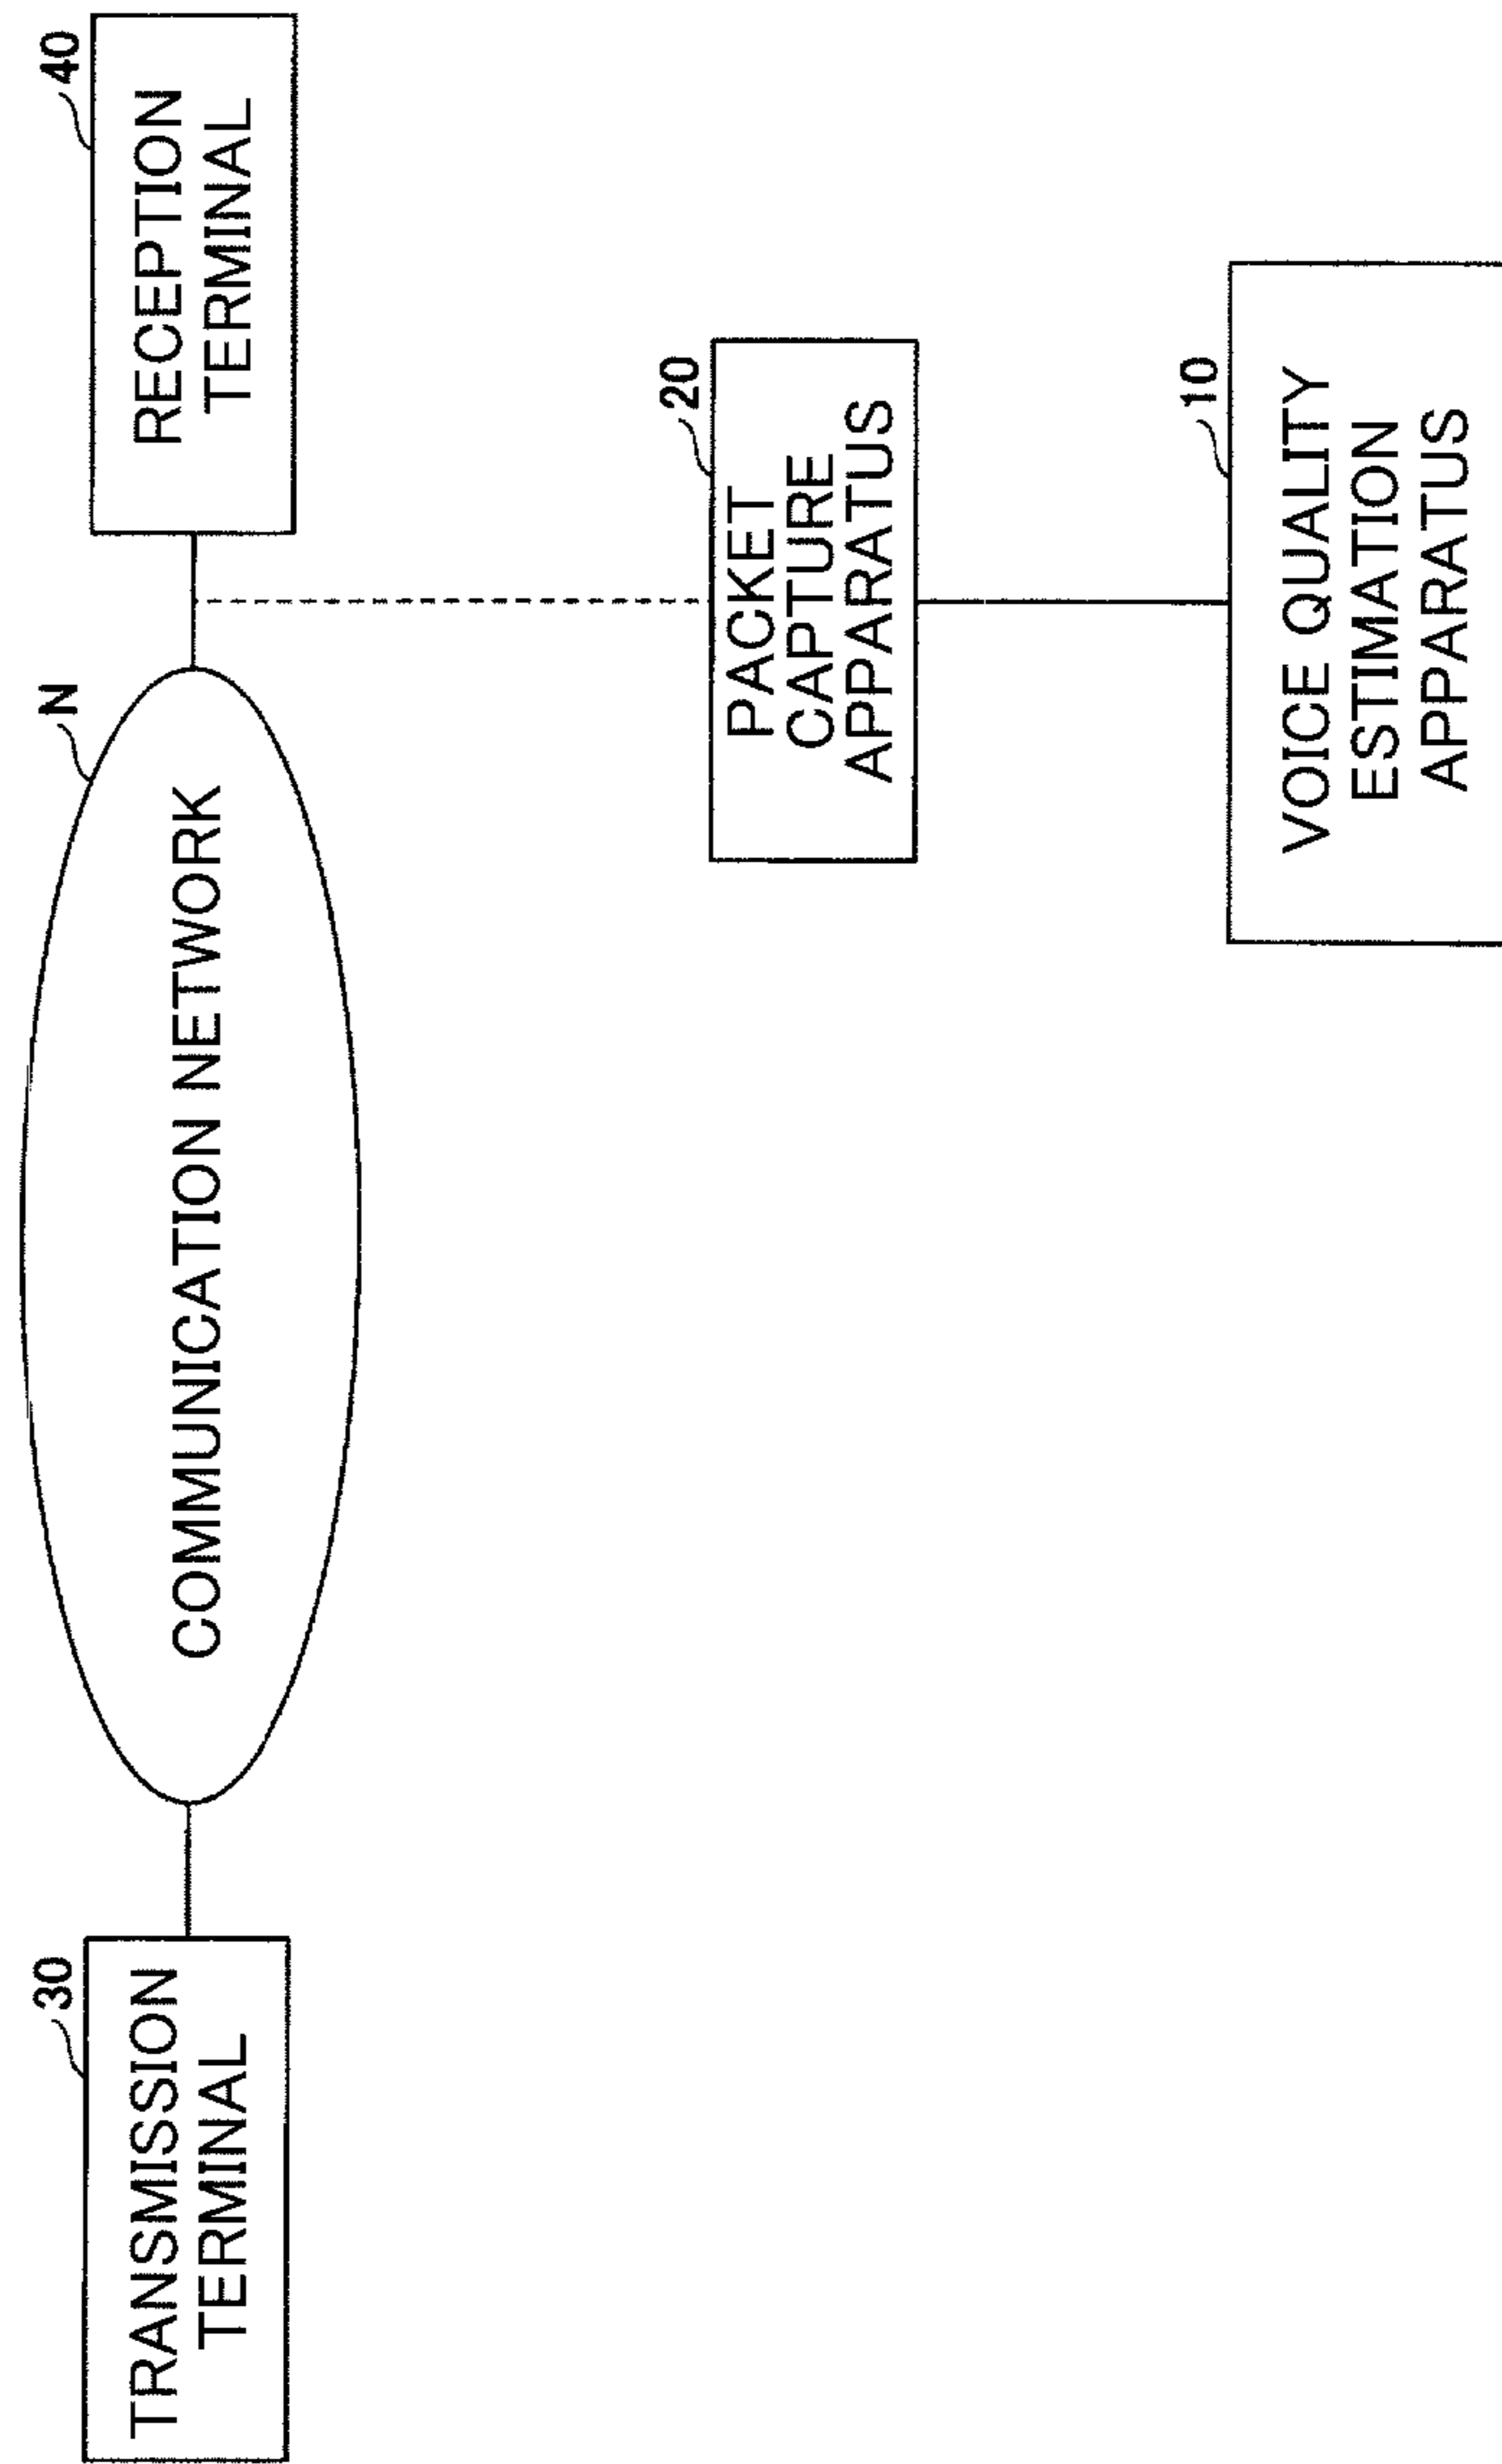 30
TRANSMISSION
TERMINAL
N
COMMUNICATION NETWORK
40
RECEPTION
TERMINAL
20
PACKET
CAPTURE
APPARATUS
10
VOICE QUALITY
ESTIMATION
APPARATUS